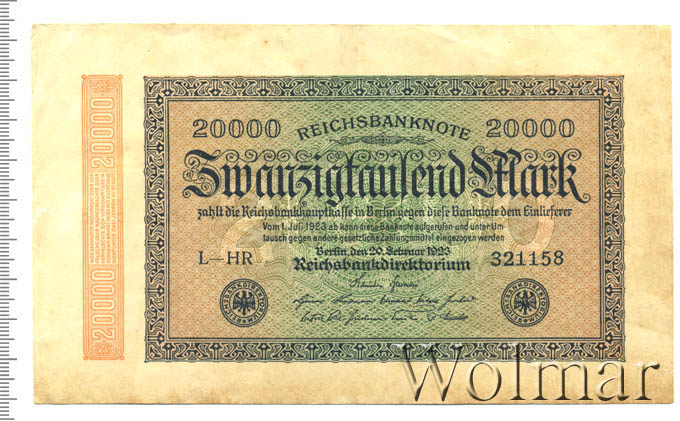 20000 REICHSBANKNOTE 20000
Zwanzigtausend Mark
zahlt die Reichsbankhauptkasse in Berlin gegen diese Banknote dem Einlieferer
Vom 1. Juli 1923 ab kann diese Banknote aufgerufen und unter Um-
tausch gegen andere gesetzliche Zahlungsmittel eingezogen werden
Berlin, den 20. Februar 1923
L–HR Reichsbankdirektorium 321158
20000
20000
Wolmar